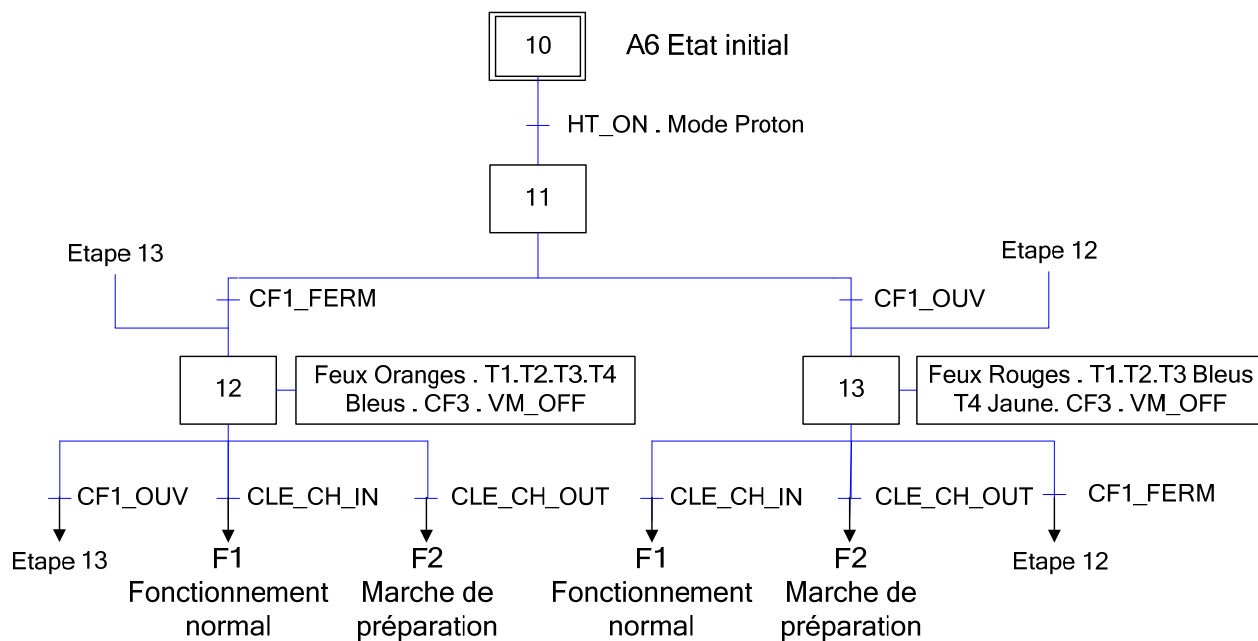 10
A6 Etat initial
HT_ON . Mode Proton
11
Etape 13
Etape 12
CF1_FERM
CF1_OUV
12
Feux Oranges . T1.T2.T3.T4
Bleus . CF3 . VM_OFF
13
Feux Rouges . T1.T2.T3 Bleus
T4 Jaune. CF3 . VM_OFF
CF1_OUV
CLE_CH_IN
CLE_CH_OUT
CLE_CH_IN
CLE_CH_OUT
CF1_FERM
Etape 13
F1
Fonctionnement
normal
F2
Marche de
préparation
F1
Fonctionnement
normal
F2
Marche de
préparation
Etape 12